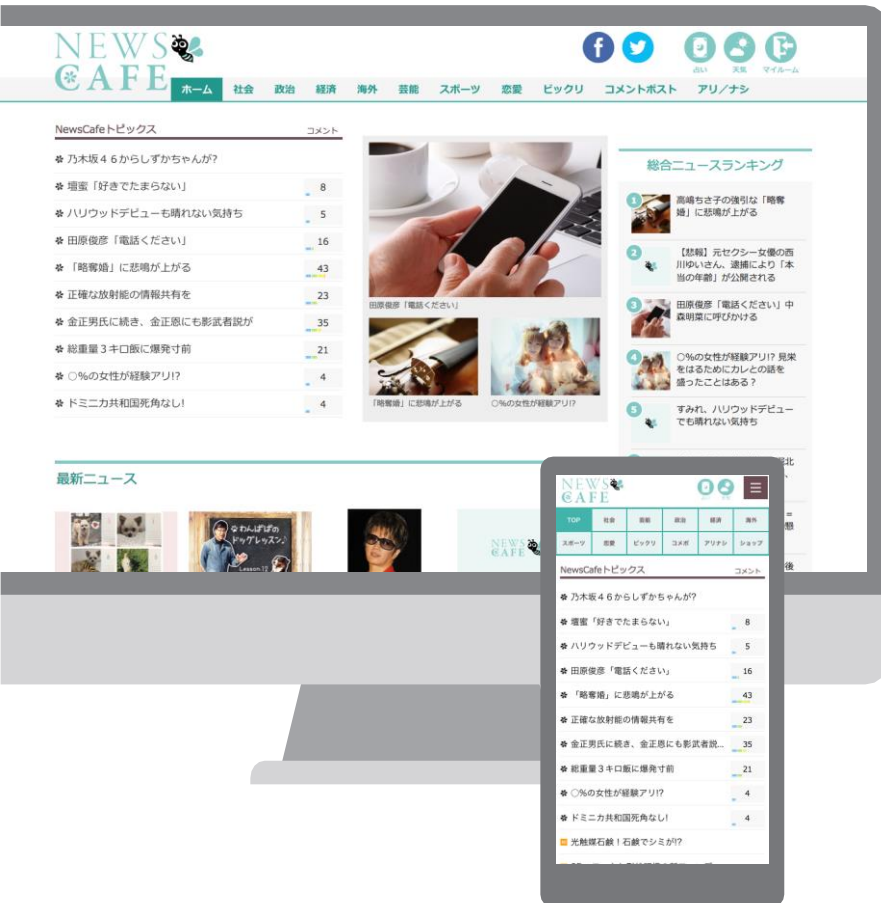 NEWS
CAFE
占い 天気 マイルーム
ホーム 社会 政治 経済 海外 芸能 スポーツ 恋愛 ビックリ コメントポスト アリ／ナシ
NewsCafeトピックス コメント
乃木坂４６からしずかちゃんが?
壇蜜「好きでたまらない」 8
ハリウッドデビューも晴れない気持ち 5
田原俊彦「電話ください」 16
「略奪婚」に悲鳴が上がる 43
正確な放射能の情報共有を 23
金正男氏に続き、金正恩にも影武者説が 35
総重量３キロ飯に爆発寸前 21
○%の女性が経験アリ!? 4
ドミニカ共和国死角なし! 4
田原俊彦「電話ください」
「略奪婚」に悲鳴が上がる
○%の女性が経験アリ!?
総合ニュースランキング
1
高嶋ちさ子の強引な「略奪
婚」に悲鳴が上がる
2
【悲報】元セクシー女優の西
川ゆいさん、逮捕により「本
当の年齢」が公開される
3
田原俊彦「電話ください」中
森明菜に呼びかける
4
○%の女性が経験アリ!? 見栄
をはるためにカレとの話を
盛ったことはある？
5
すみれ、ハリウッドデビュー
でも晴れない気持ち
最新ニュース
わんぱぱの
ドッグレッスン♪
Lesson12
NEWS
CAFE
NEWS
CAFE
占い 天気
TOP 社会 芸能 政治 経済 海外
スポーツ 恋愛 ビックリ コメポ アリナシ ショップ
NewsCafeトピックス コメント
乃木坂４６からしずかちゃんが?
壇蜜「好きでたまらない」 8
ハリウッドデビューも晴れない気持ち 5
田原俊彦「電話ください」 16
「略奪婚」に悲鳴が上がる 43
正確な放射能の情報共有を 23
金正男氏に続き、金正恩にも影武者説... 35
総重量３キロ飯に爆発寸前 21
○%の女性が経験アリ!? 4
ドミニカ共和国死角なし! 4
光触媒石鹸！石鹸でシミが!?